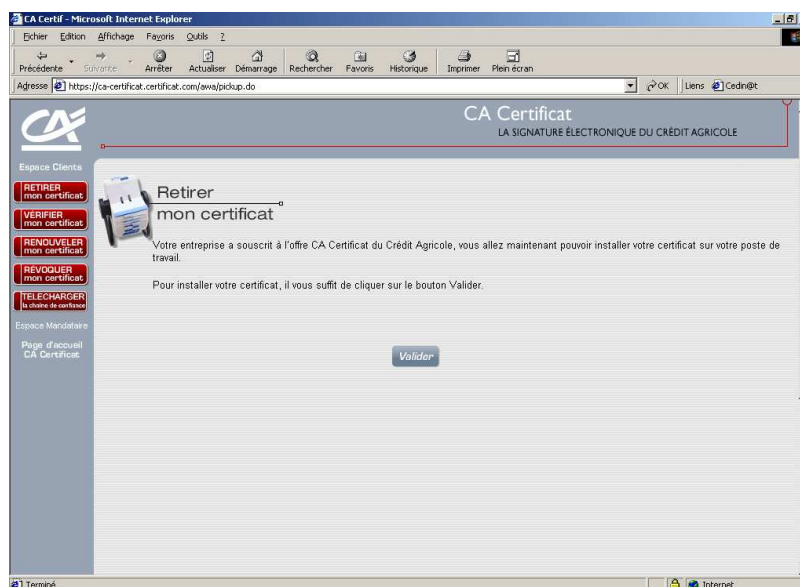 CA Certif - Microsoft Internet Explorer
Fichier Edition Affichage Favoris Outils ?
Précédente Suivante Arrêter Actualiser Démarrage Rechercher Favoris Historique Imprimer Plein écran
Adresse https://ca-certificat.certificat.com/awa/pickup.do OK Liens Cedin@t
CA Certificat
LA SIGNATURE ÉLECTRONIQUE DU CRÉDIT AGRICOLE
Espace Clients
RETIRER
mon certificat
VÉRIFIER
mon certificat
RENOUVELER
mon certificat
RÉVOQUER
mon certificat
TELECHARGER
la chaine de confiance
Espace Mandataire
Page d'accueil
CA Certificat
Retirer
mon certificat
Votre entreprise a souscrit à l'offre CA Certificat du Crédit Agricole, vous allez maintenant pouvoir installer votre certificat sur votre poste de
travail.
Pour installer votre certificat, il vous suffit de cliquer sur le bouton Valider.
Valider
Terminé Internet